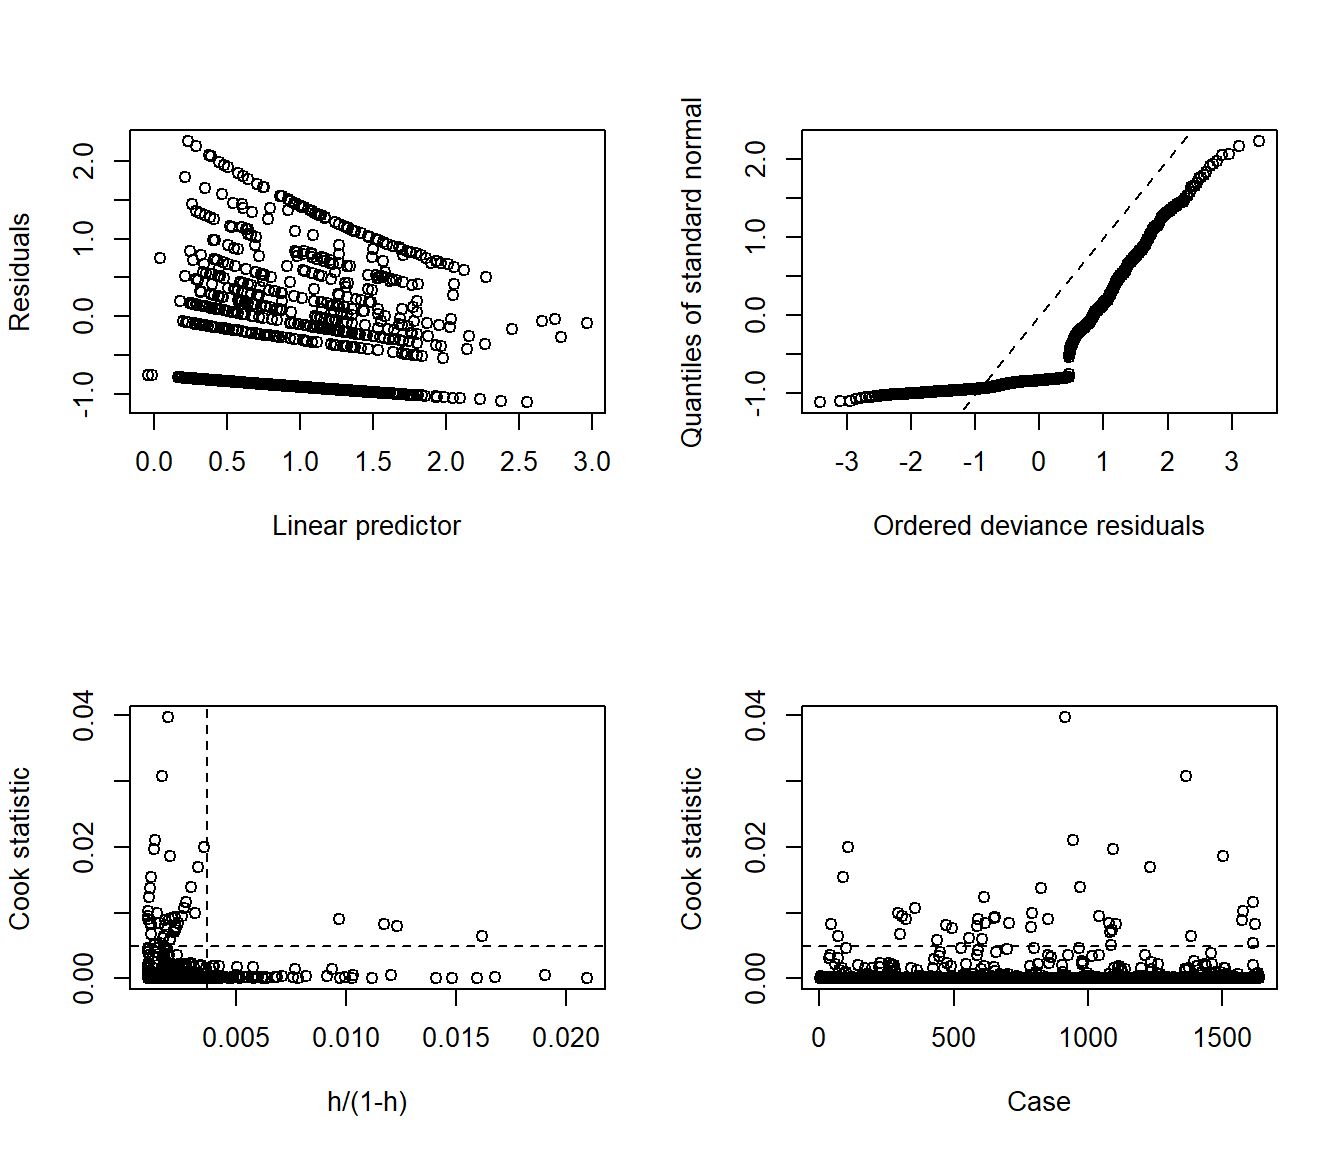 Residuals
2.0
1.0
0.0
-1.0
0.0 0.5 1.0 1.5 2.0 2.5 3.0
Linear predictor
Quantiles of standard normal
2.0
1.0
0.0
-1.0
-3 -2 -1 0 1 2 3
Ordered deviance residuals
Cook statistic
0.04
0.02
0.00
0.005 0.010 0.015 0.020
h/(1-h)
Cook statistic
0.04
0.02
0.00
0 500 1000 1500
Case